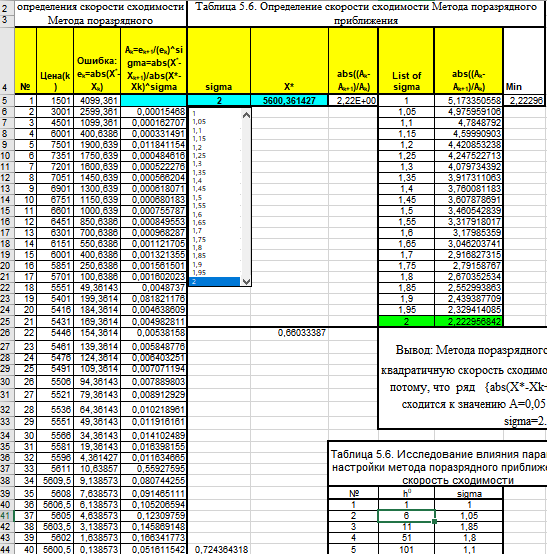 2 определения скорости сходимости Таблица 5.6. Определение скорости сходимости Метода поразрядного
3 Метода поразрядного приближения
4 № Цена(k) Ошибка: eₖ=abs(X*-Xₖ) Aₖ=eₖ₊₁/(eₖ)^sigma=abs(X*-Xₖ₊₁)/abs(X*-Xk)^sigma sigma X* abs((Aₖ-Aₖ₊₁)/Aₖ) List of sigma abs((Aₖ-Aₖ₊₁)/Aₖ) Min
5 1 1501 4099,361 2 5600,361427 2,22E+00 1 5,173350558 2,22296
6 2 3001 2599,361 0,00015468 1,05 4,975959106
7 3 4501 1099,361 0,000162707 1,1 4,7848792
8 4 6001 400,6386 0,000331491 1,15 4,59990903
9 5 7501 1900,639 0,011841154 1,2 4,420853238
10 6 7351 1750,639 0,000484616 1,25 4,247522713
11 7 7201 1600,639 0,000522276 1,3 4,079734392
12 8 7051 1450,639 0,000566204 1,35 3,917311063
13 9 6901 1300,639 0,000618071 1,4 3,760081183
14 10 6751 1150,639 0,000680183 1,45 3,607878691
15 11 6601 1000,639 0,000755787 1,5 3,460542839
16 12 6451 850,6386 0,000849553 1,55 3,317918017
17 13 6301 700,6386 0,000968287 1,6 3,17985359
18 14 6151 550,6386 0,001121705 1,65 3,046203741
19 15 6001 400,6386 0,001321355 1,7 2,916827315
20 16 5851 250,6386 0,001561501 1,75 2,79158767
21 17 5701 100,6386 0,001602023 1,8 2,670352534
22 18 5551 49,36143 0,0048737 1,85 2,552993863
23 19 5401 199,3614 0,081821176 1,9 2,439387709
24 20 5416 184,3614 0,004638609 1,95 2,329414085
25 21 5431 169,3614 0,004982811 2 2,222956842
1
1,05
1,1
1,15
1,2
1,25
1,3
1,35
1,4
1,45
1,5
1,55
1,6
1,65
1,7
1,75
1,8
1,85
1,9
1,95
2
26 22 5446 154,3614 0,00538158 0,66033387
27 23 5461 139,3614 0,005848776
28 24 5476 124,3614 0,006403251
29 25 5491 109,3614 0,007071194
30 26 5506 94,36143 0,007889803
31 27 5521 79,36143 0,008912929
32 28 5536 64,36143 0,010218961
33 29 5551 49,36143 0,011916161
34 30 5566 34,36143 0,014102489
35 31 5581 19,36143 0,016398155
36 32 5596 4,361427 0,011634665
37 33 5611 10,63857 0,55927595
38 34 5609,5 9,138573 0,080744255
39 35 5608 7,638573 0,091465111
40 36 5606,5 6,138573 0,105206594
41 37 5605 4,638573 0,12309759
42 38 5603,5 3,138573 0,145869148
43 39 5602 1,638573 0,166341773
44 40 5600,5 0,138573 0,051611542 0,724364318
Вывод: Метода поразрядного
квадратичную скорость сходимо
потому, что ряд {abs(X*-Xk+
сходится к значению A=0,05
sigma=2.
Таблица 5.6. Исследование влияния пара
настройки метода поразрядного приближе
скорость сходимости
№ h⁰ sigma
1 1 1
2 6 1,05
3 11 1,85
4 51 1,8
5 101 1,1